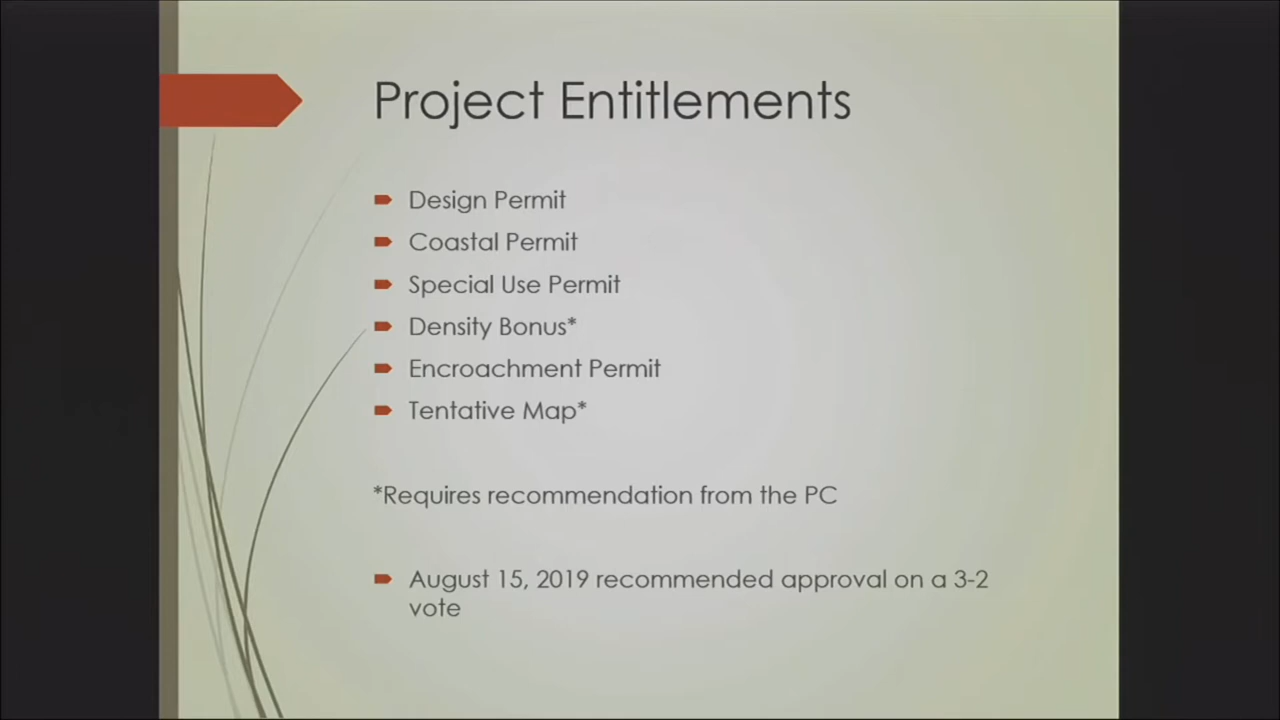 Project Entitlements
Design Permit
Coastal Permit
Special Use Permit
Density Bonus*
Encroachment Permit
Tentative Map*
*Requires recommendation from the PC
August 15, 2019 recommended approval on a 3-2
vote